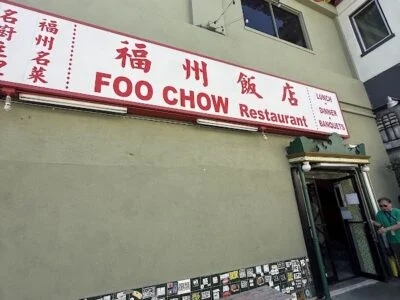 福州名菜
福州飯店
FOO CHOW Restaurant
LUNCH
•
DINNER
•
BANQUETS